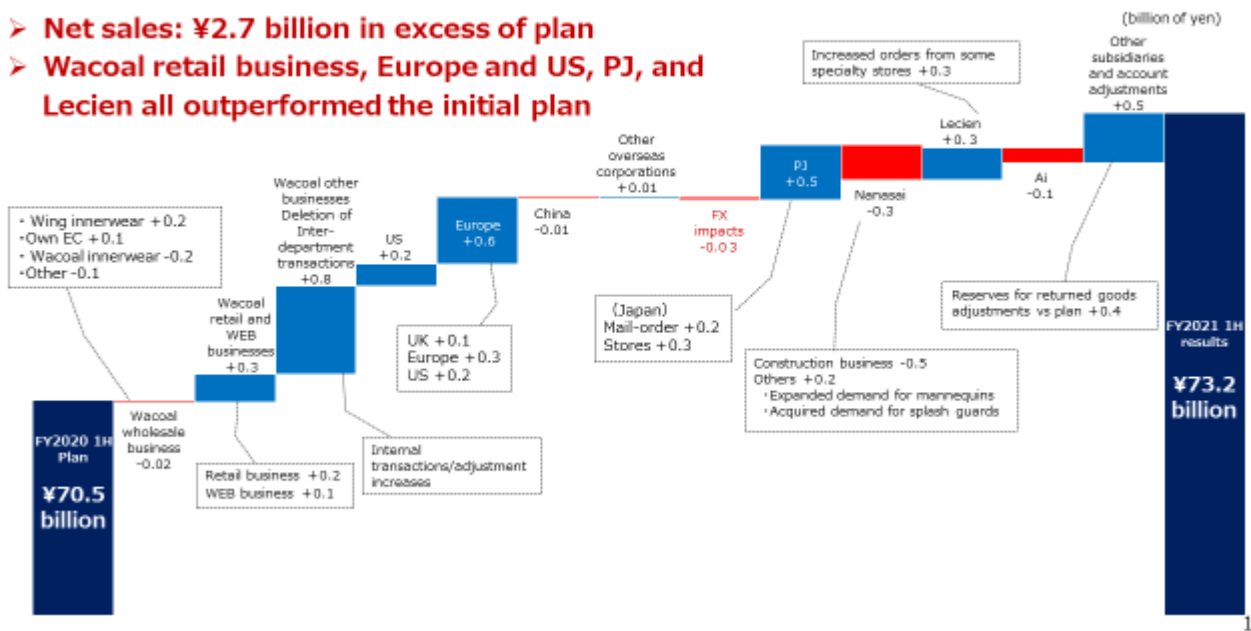 ➢ Net sales: ¥2.7 billion in excess of plan
➢ Wacoal retail business, Europe and US, PJ, and
Lecien all outperformed the initial plan
(billion of yen)
FY2020 1H
Plan
¥70.5
billion
・Wing innerwear +0.2
・Own EC +0.1
・Wacoal innerwear -0.2
・Other -0.1
Wacoal
wholesale
business
-0.02
Wacoal
retail and
WEB
businesses
+0.3
Retail business +0.2
WEB business +0.1
Wacoal other
businesses
Deletion of
Inter-
department
transactions
+0.8
Internal
transactions/adjustment
increases
US
+0.2
Europe
+0.6
UK +0.1
Europe +0.3
US +0.2
China
-0.01
Other
overseas
corporations
+0.01
FX
impacts
-0.03
PJ
+0.5
(Japan)
Mail-order +0.2
Stores +0.3
Nanasai
-0.3
Construction business -0.5
Others +0.2
・Expanded demand for mannequins
・Acquired demand for splash guards
Increased orders from some
specialty stores +0.3
Lecien
+0.3
Ai
-0.1
Other
subsidiaries
and account
adjustments
+0.5
Reserves for returned goods
adjustments vs plan +0.4
FY2021 1H
results
¥73.2
billion
1